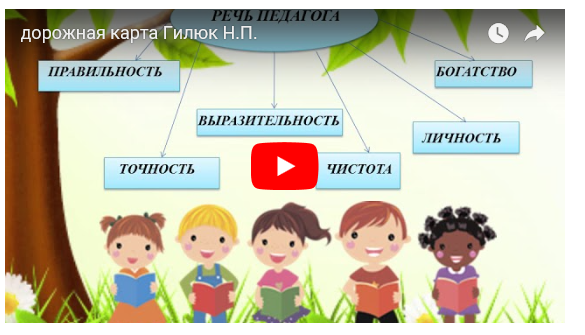 РЕЧЬ ПЕДАГОГА
дорожная карта Гилюк Н.П.
ПРАВИЛЬНОСТЬ
БОГАТСТВО
ВЫРАЗИТЕЛЬНОСТЬ
ЛИЧНОСТЬ
ТОЧНОСТЬ
ЧИСТОТА